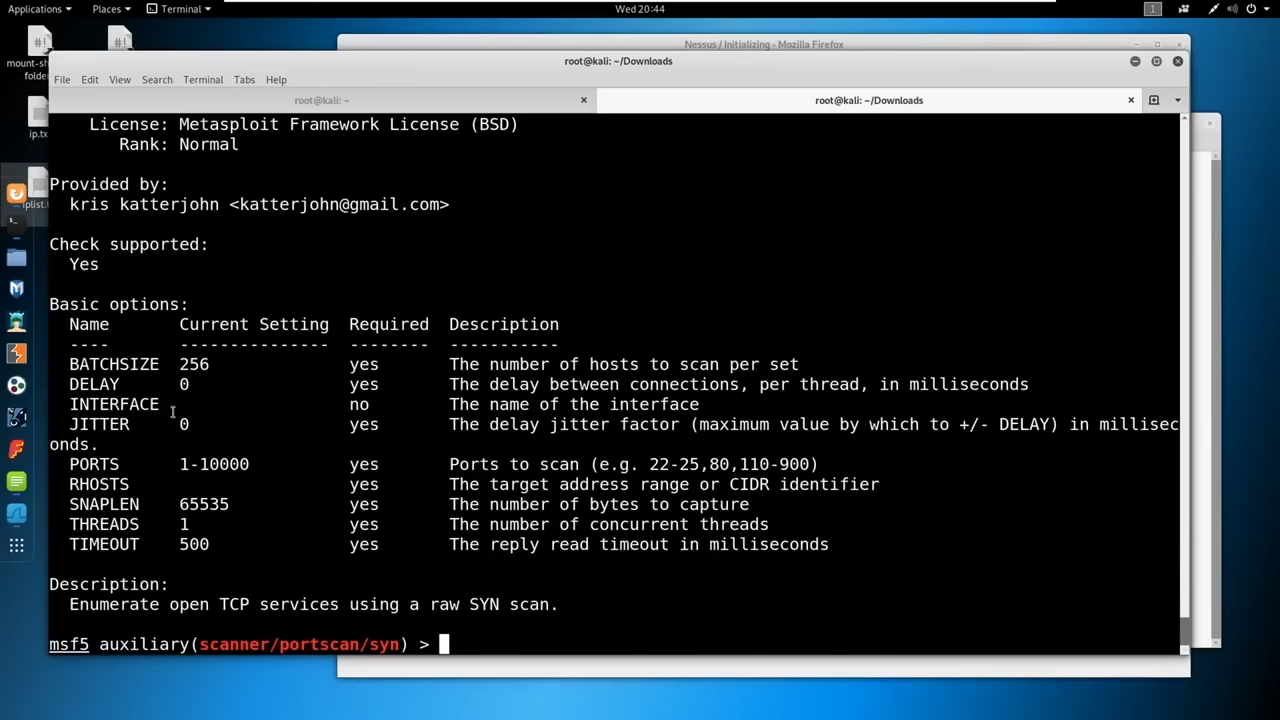 Applications
Places
Terminal
Wed 20:44
1
mount-sh
folder
ip.tx
iplist.t
Nessus / Initializing - Mozilla Firefox
root@kali: ~/Downloads
File Edit View Search Terminal Tabs Help
root@kali: ~
root@kali: ~/Downloads
License: Metasploit Framework License (BSD)
Rank: Normal
Provided by:
kris katterjohn <katterjohn@gmail.com>
Check supported:
Yes
Basic options:
Name Current Setting Required Description
---- --------------- -------- -----------
BATCHSIZE 256 yes The number of hosts to scan per set
DELAY 0 yes The delay between connections, per thread, in milliseconds
INTERFACE no The name of the interface
JITTER 0 yes The delay jitter factor (maximum value by which to +/- DELAY) in millisec
onds.
PORTS 1-10000 yes Ports to scan (e.g. 22-25,80,110-900)
RHOSTS yes The target address range or CIDR identifier
SNAPLEN 65535 yes The number of bytes to capture
THREADS 1 yes The number of concurrent threads
TIMEOUT 500 yes The reply read timeout in milliseconds
Description:
Enumerate open TCP services using a raw SYN scan.
msf5 auxiliary(scanner/portscan/syn) >